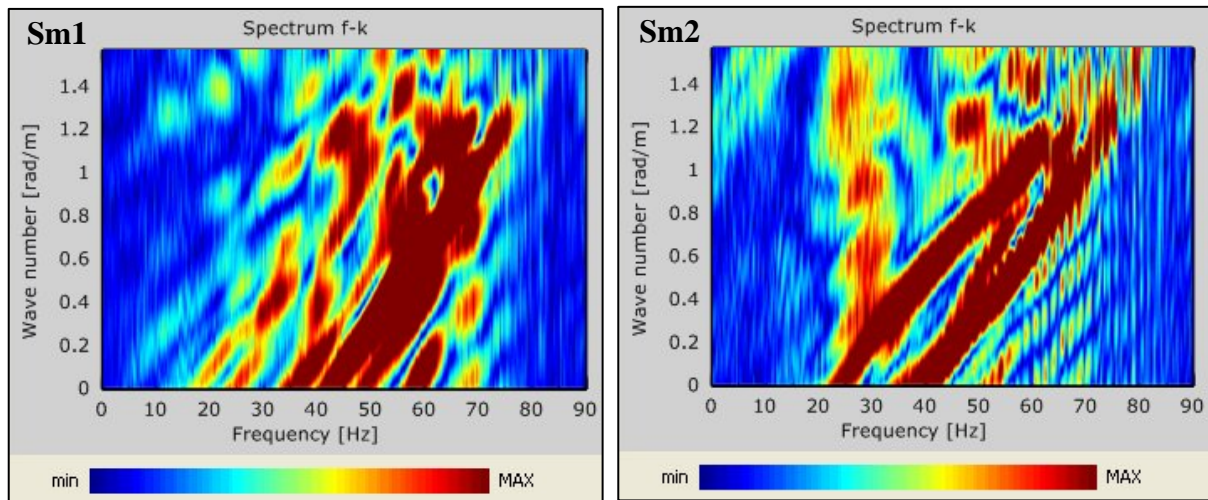 Sm1
Spectrum f-k
Wave number [rad/m]
1.4
1.2
1
0.8
0.6
0.4
0.2
0
0 10 20 30 40 50 60 70 80 90
Frequency [Hz]
min MAX
Sm2
Spectrum f-k
Wave number [rad/m]
1.4
1.2
1
0.8
0.6
0.4
0.2
0
0 10 20 30 40 50 60 70 80 90
Frequency [Hz]
min MAX